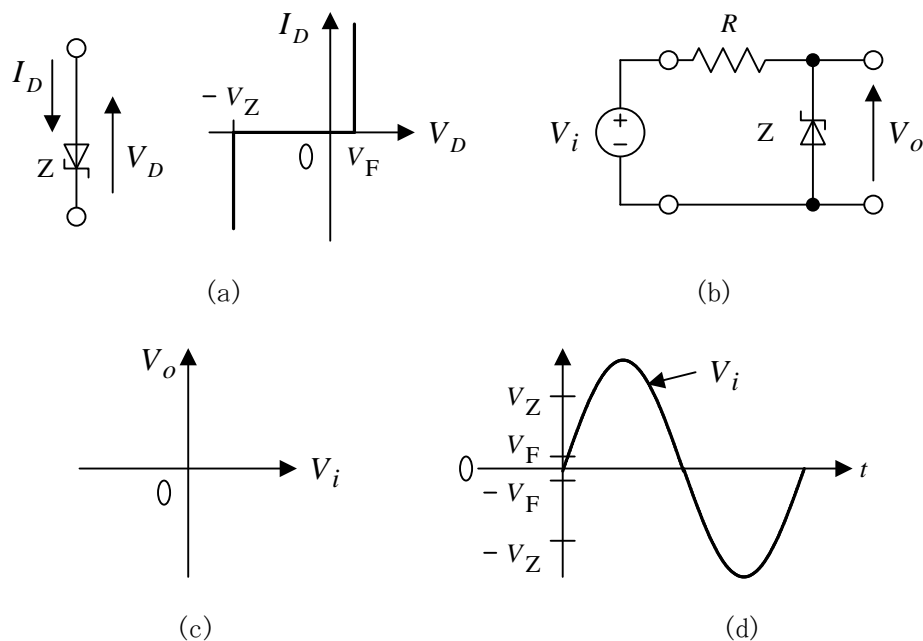 I_D
I_D
R
− V_Z
Z
V_D
0
V_F
V_D
V_i
+
−
Z
V_o
(a)
(b)
V_o
V_i
0
V_i
V_Z
V_F
0
− V_F
− V_Z
t
(c)
(d)